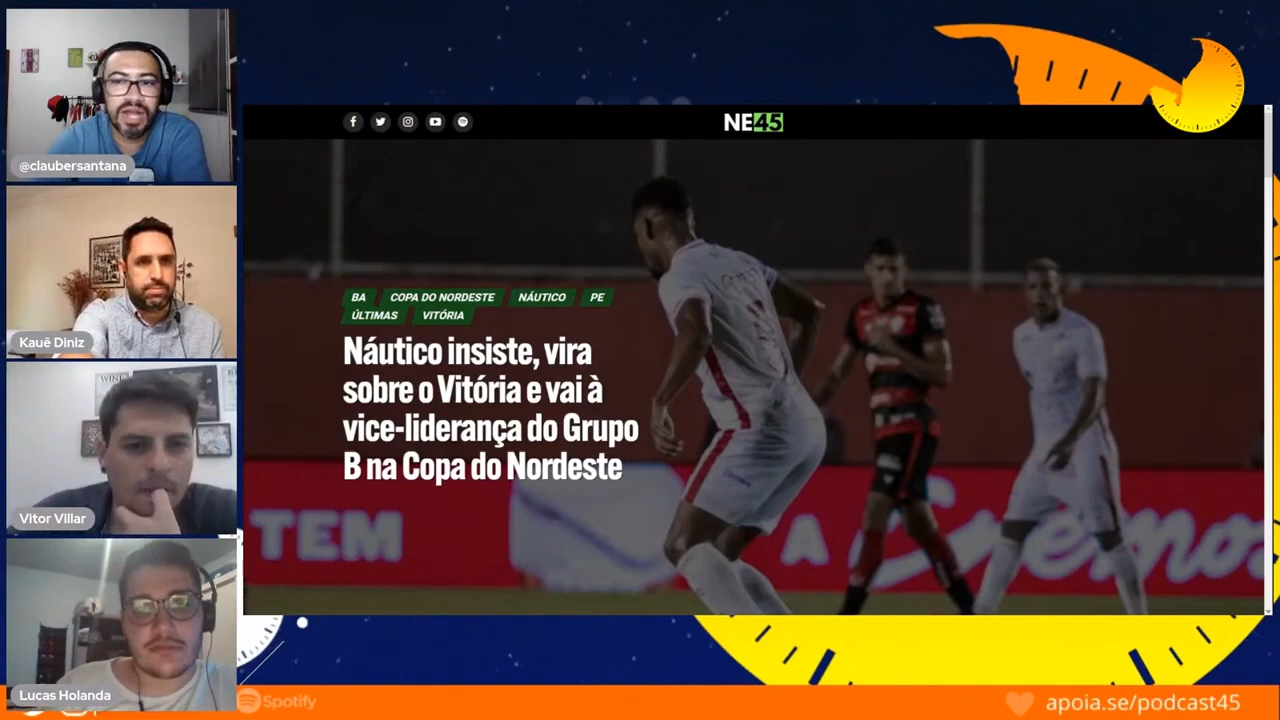 @claubersantana
Kauê Diniz
Vitor Villar
Lucas Holanda
NE45
BA COPA DO NORDESTE NÁUTICO PE
ÚLTIMAS VITÓRIA
Náutico insiste, vira
sobre o Vitória e vai à
vice-liderança do Grupo
B na Copa do Nordeste
TEM
A Cremos
Spotify
apoia.se/podcast45